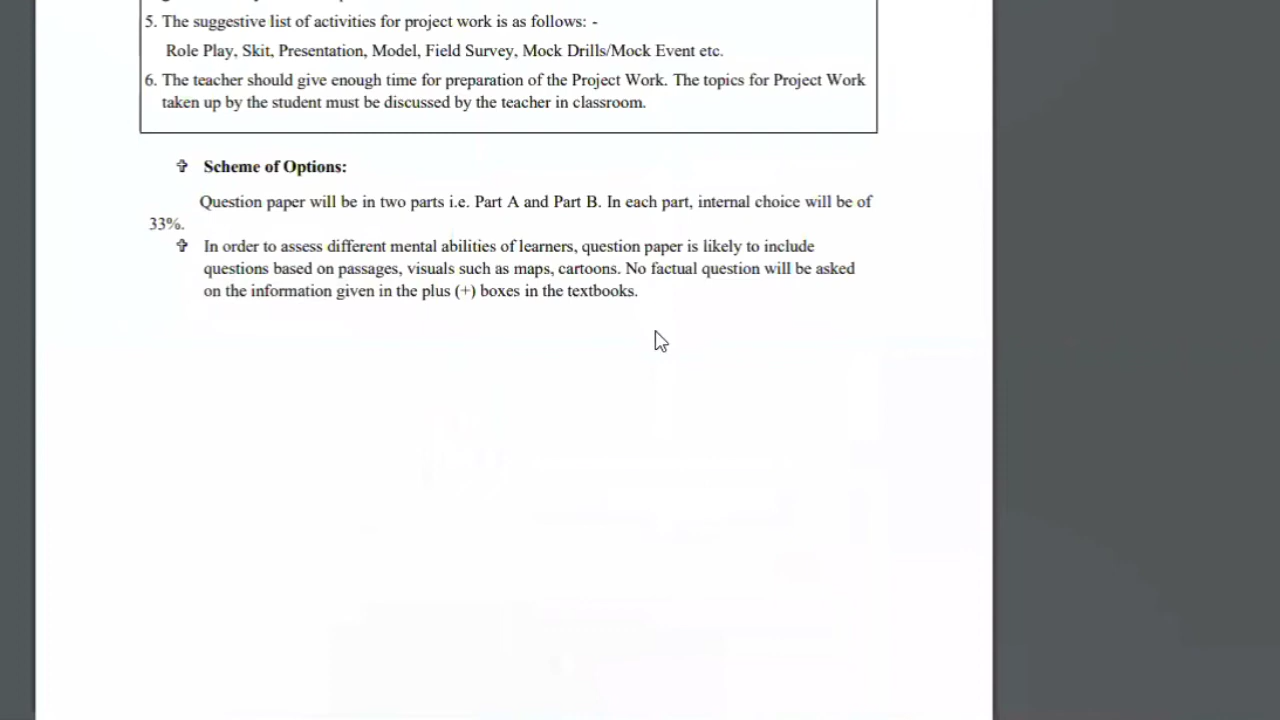 5. The suggestive list of activities for project work is as follows: -
Role Play, Skit, Presentation, Model, Field Survey, Mock Drills/Mock Event etc.
6. The teacher should give enough time for preparation of the Project Work. The topics for Project Work
taken up by the student must be discussed by the teacher in classroom.
✞ Scheme of Options:
Question paper will be in two parts i.e. Part A and Part B. In each part, internal choice will be of
33%.
✞ In order to assess different mental abilities of learners, question paper is likely to include
questions based on passages, visuals such as maps, cartoons. No factual question will be asked
on the information given in the plus (+) boxes in the textbooks.